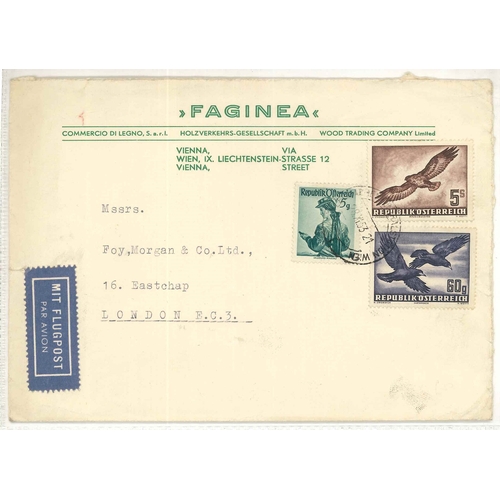 »FAGINEA«
COMMERCIO DI LEGNO, S.a.r.l. HOLZVERKEHRS-GESELLSCHAFT m.b.H. WOOD TRADING COMPANY Limited
VIENNA, VIA
WIEN, IX. LIECHTENSTEIN-STRASSE 12
VIENNA, STREET
Republik Österreich
5g
5S
REPUBLIK ÖSTERREICH
60g
REPUBLIK ÖSTERREICH
Mssrs.
Foy,Morgan & Co.Ltd.,
16. Eastchap
LONDON E.C.3.
MIT FLUGPOST
PAR AVION